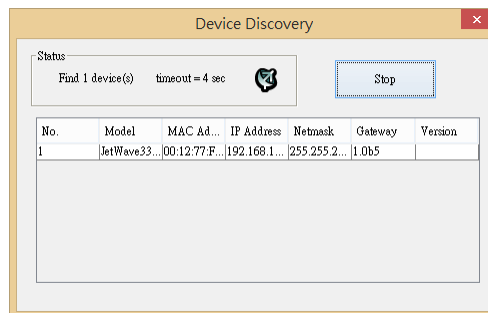 Device Discovery
Status
Find 1 device(s) timeout = 4 sec
Stop
No. Model MAC Ad... IP Address Netmask Gateway Version
1 JetWave33... 00:12:77:F... 192.168.1... 255.255.2... 1.0b5